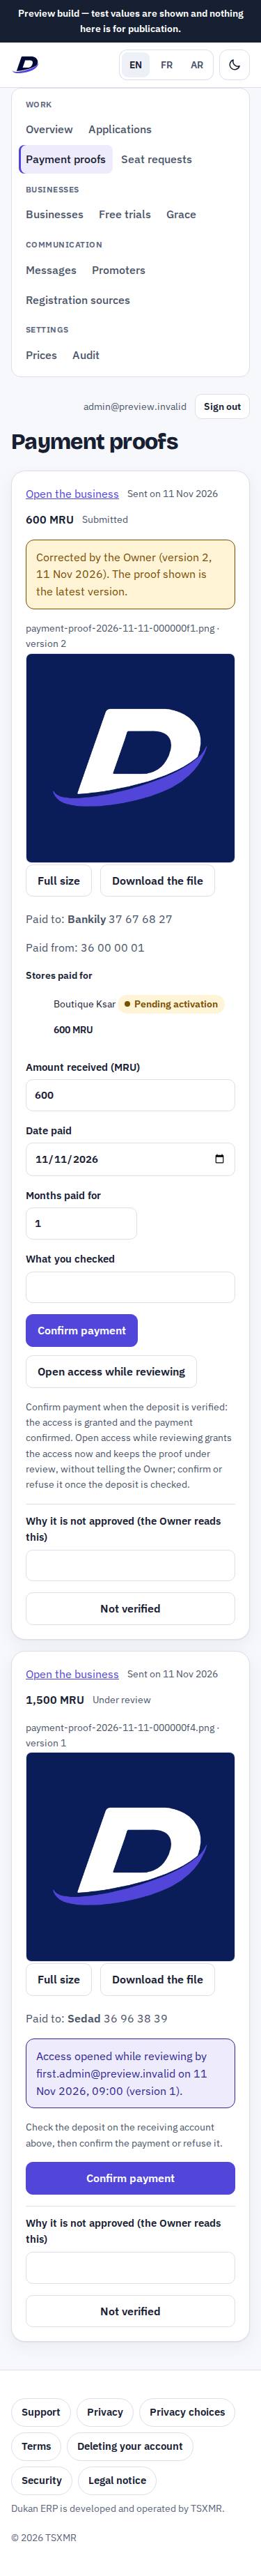 Preview build — test values are shown and nothing
here is for publication.
EN FR AR
WORK
Overview Applications
Payment proofs Seat requests
BUSINESSES
Businesses Free trials Grace
COMMUNICATION
Messages Promoters
Registration sources
SETTINGS
Prices Audit
admin@preview.invalid Sign out
Payment proofs
Open the business Sent on 11 Nov 2026
600 MRU Submitted
Corrected by the Owner (version 2,
11 Nov 2026). The proof shown is
the latest version.
payment-proof-2026-11-11-000000f1.png ·
version 2
Full size Download the file
Paid to: Bankily 37 67 68 27
Paid from: 36 00 00 01
Stores paid for
Boutique Ksar Pending activation
600 MRU
Amount received (MRU)
600
Date paid
11/11/2026
Months paid for
1
What you checked
Confirm payment
Open access while reviewing
Confirm payment when the deposit is verified:
the access is granted and the payment
confirmed. Open access while reviewing grants
the access now and keeps the proof under
review, without telling the Owner; confirm or
refuse it once the deposit is checked.
Why it is not approved (the Owner reads
this)
Not verified
Open the business Sent on 11 Nov 2026
1,500 MRU Under review
payment-proof-2026-11-11-000000f4.png ·
version 1
Full size Download the file
Paid to: Sedad 36 96 38 39
Access opened while reviewing by
first.admin@preview.invalid on 11
Nov 2026, 09:00 (version 1).
Check the deposit on the receiving account
above, then confirm the payment or refuse it.
Confirm payment
Why it is not approved (the Owner reads
this)
Not verified
Support Privacy Privacy choices
Terms Deleting your account
Security Legal notice
Dukan ERP is developed and operated by TSXMR.
© 2026 TSXMR